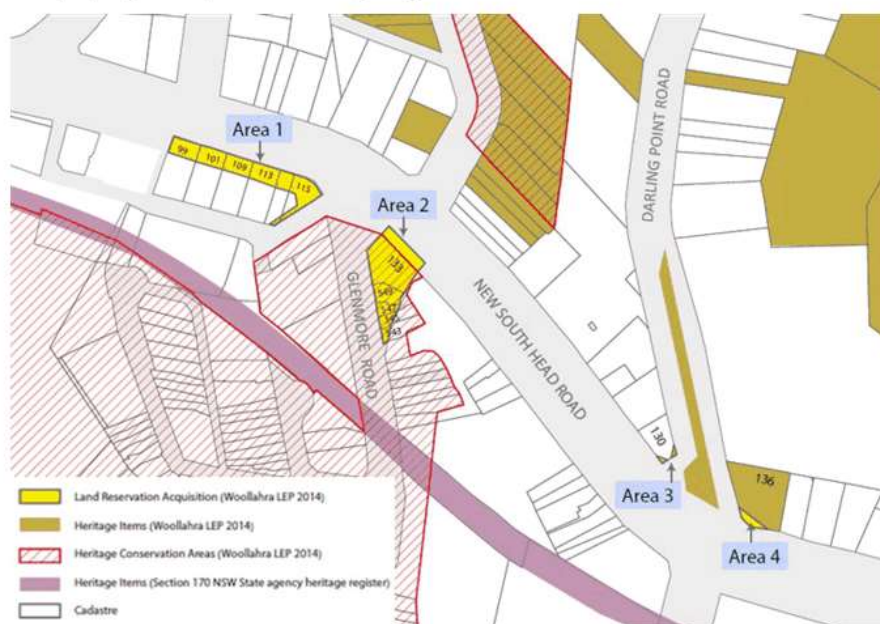 Area 1
99
101
109
113
115
Area 2
133
549
543
GLENMORE ROAD
NEW SOUTH HEAD ROAD
DARLING POINT ROAD
130
Area 3
136
Area 4
Land Reservation Acquisition (Woollahra LEP 2014)
Heritage Items (Woollahra LEP 2014)
Heritage Conservation Areas (Woollahra LEP 2014)
Heritage Items (Section 170 NSW State agency heritage register)
Cadastre